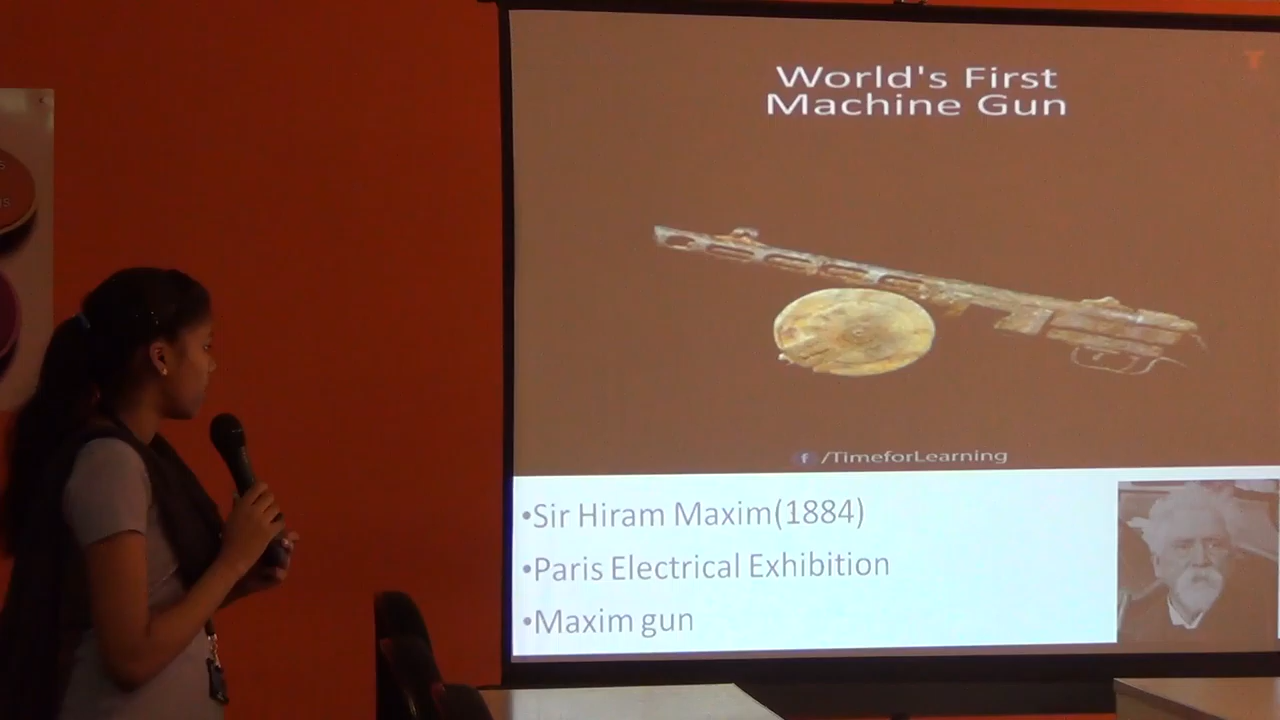 World's First
Machine Gun
f /TimeforLearning
•Sir Hiram Maxim(1884)
•Paris Electrical Exhibition
•Maxim gun